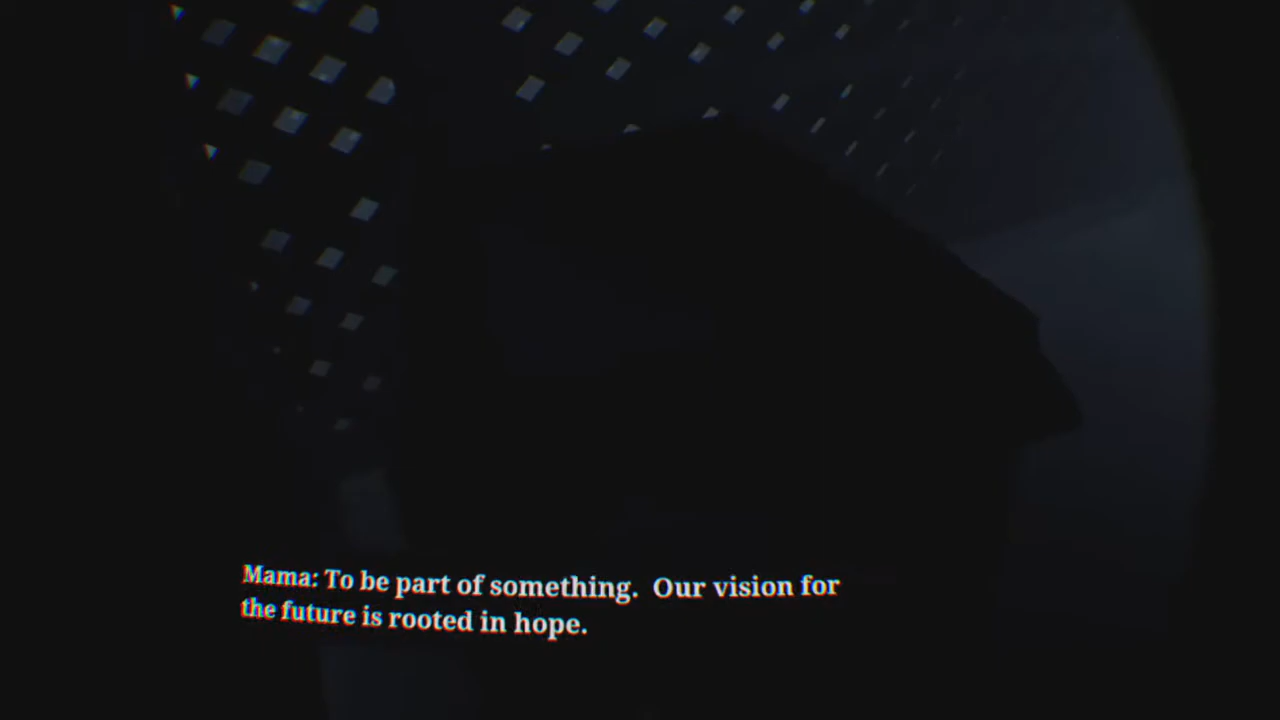 Mama: To be part of something.  Our vision for
the future is rooted in hope.